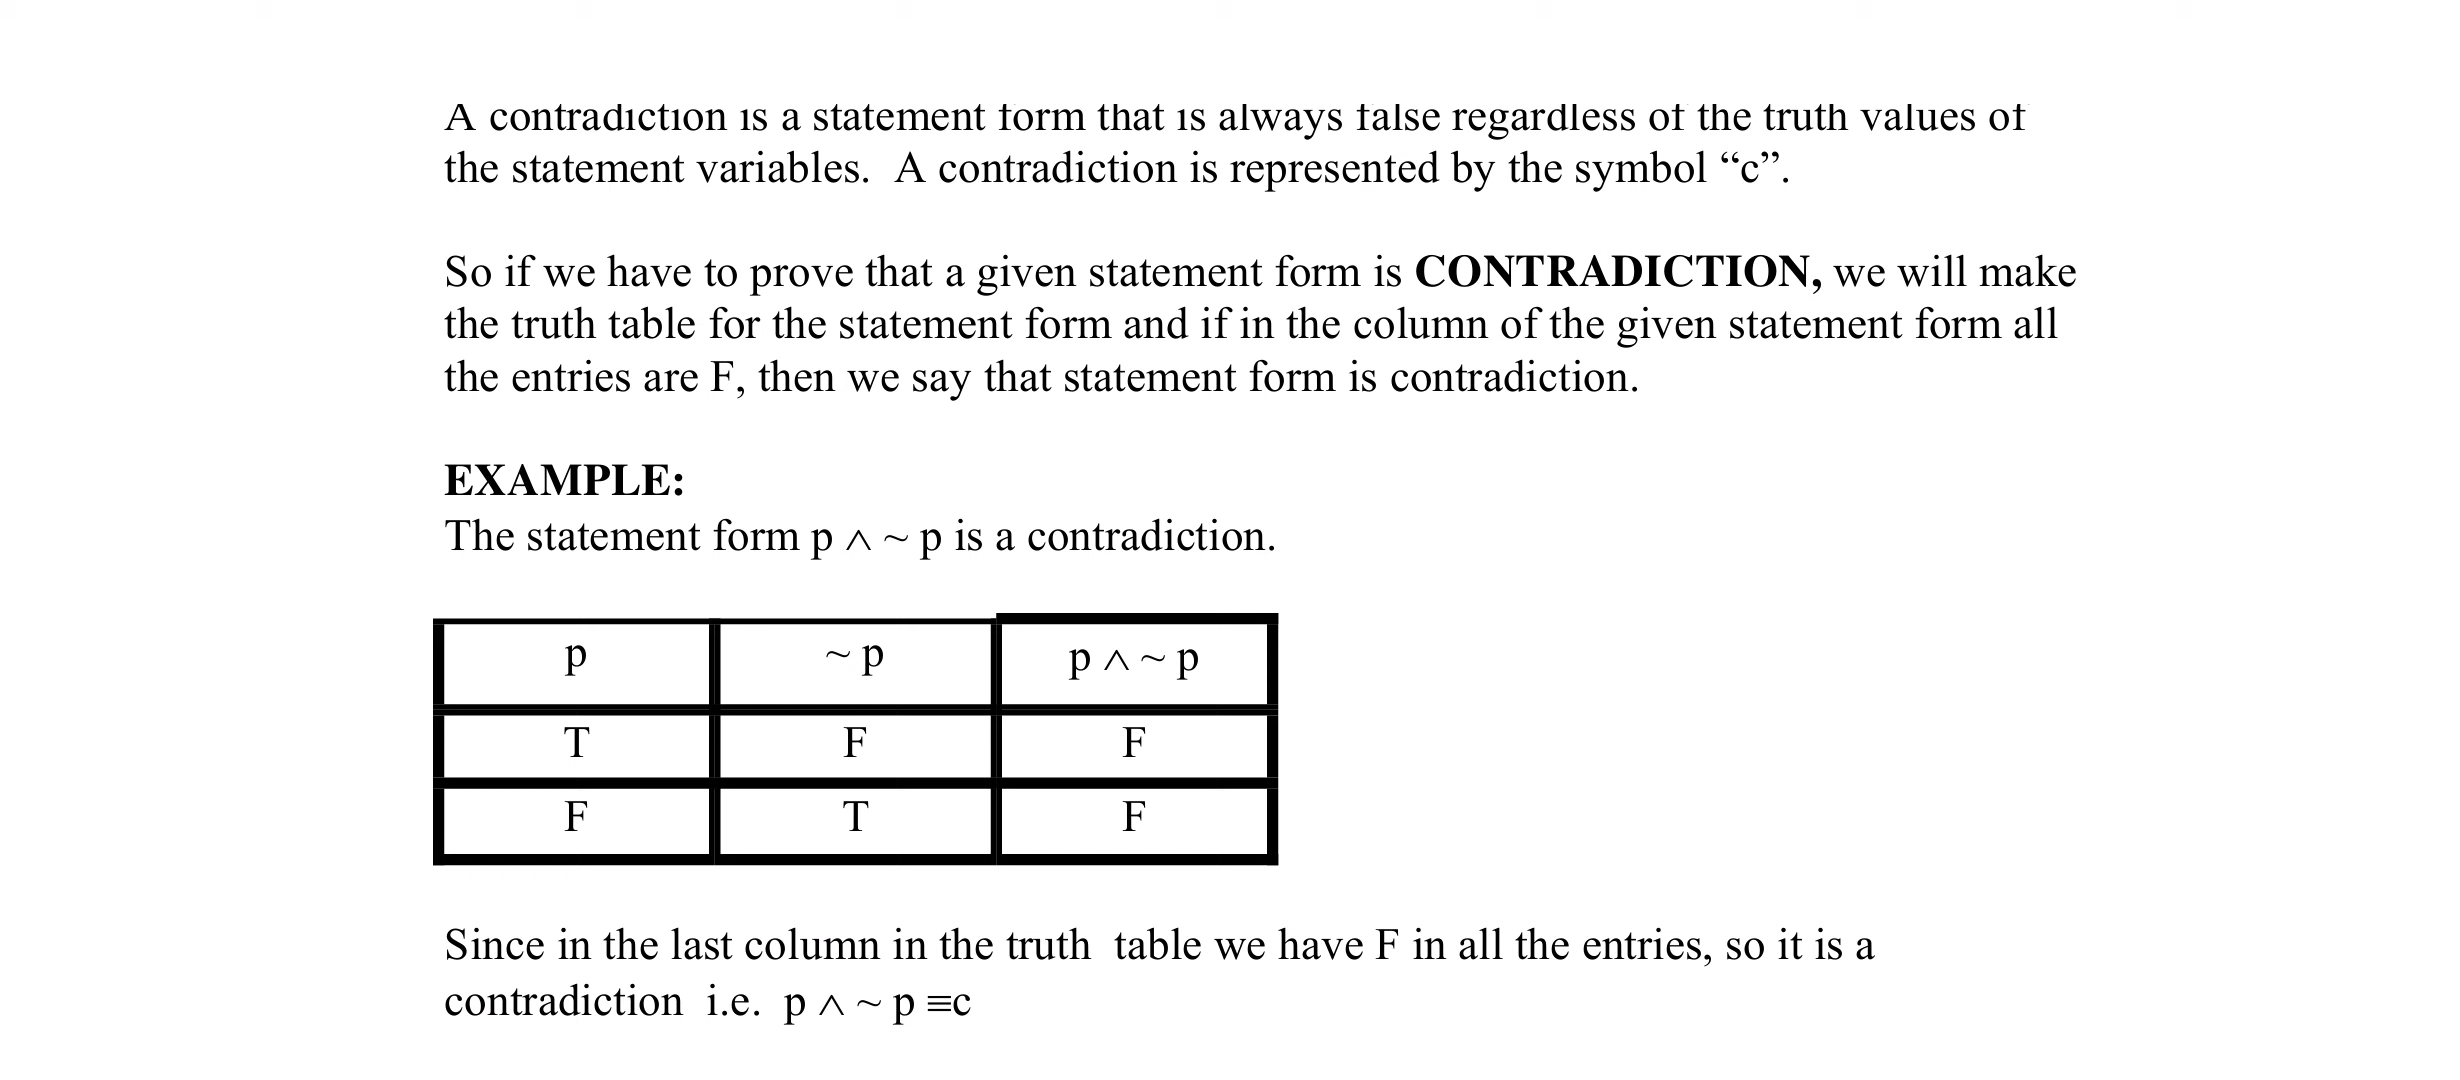 A contradiction is a statement form that is always false regardless of the truth values of
the statement variables.  A contradiction is represented by the symbol “c”.
So if we have to prove that a given statement form is CONTRADICTION, we will make
the truth table for the statement form and if in the column of the given statement form all
the entries are F, then we say that statement form is contradiction.
EXAMPLE:
The statement form p ∧ ~ p is a contradiction.
p ~ p p ∧ ~ p
T F F
F T F
Since in the last column in the truth  table we have F in all the entries, so it is a
contradiction  i.e.  p ∧ ~ p ≡c